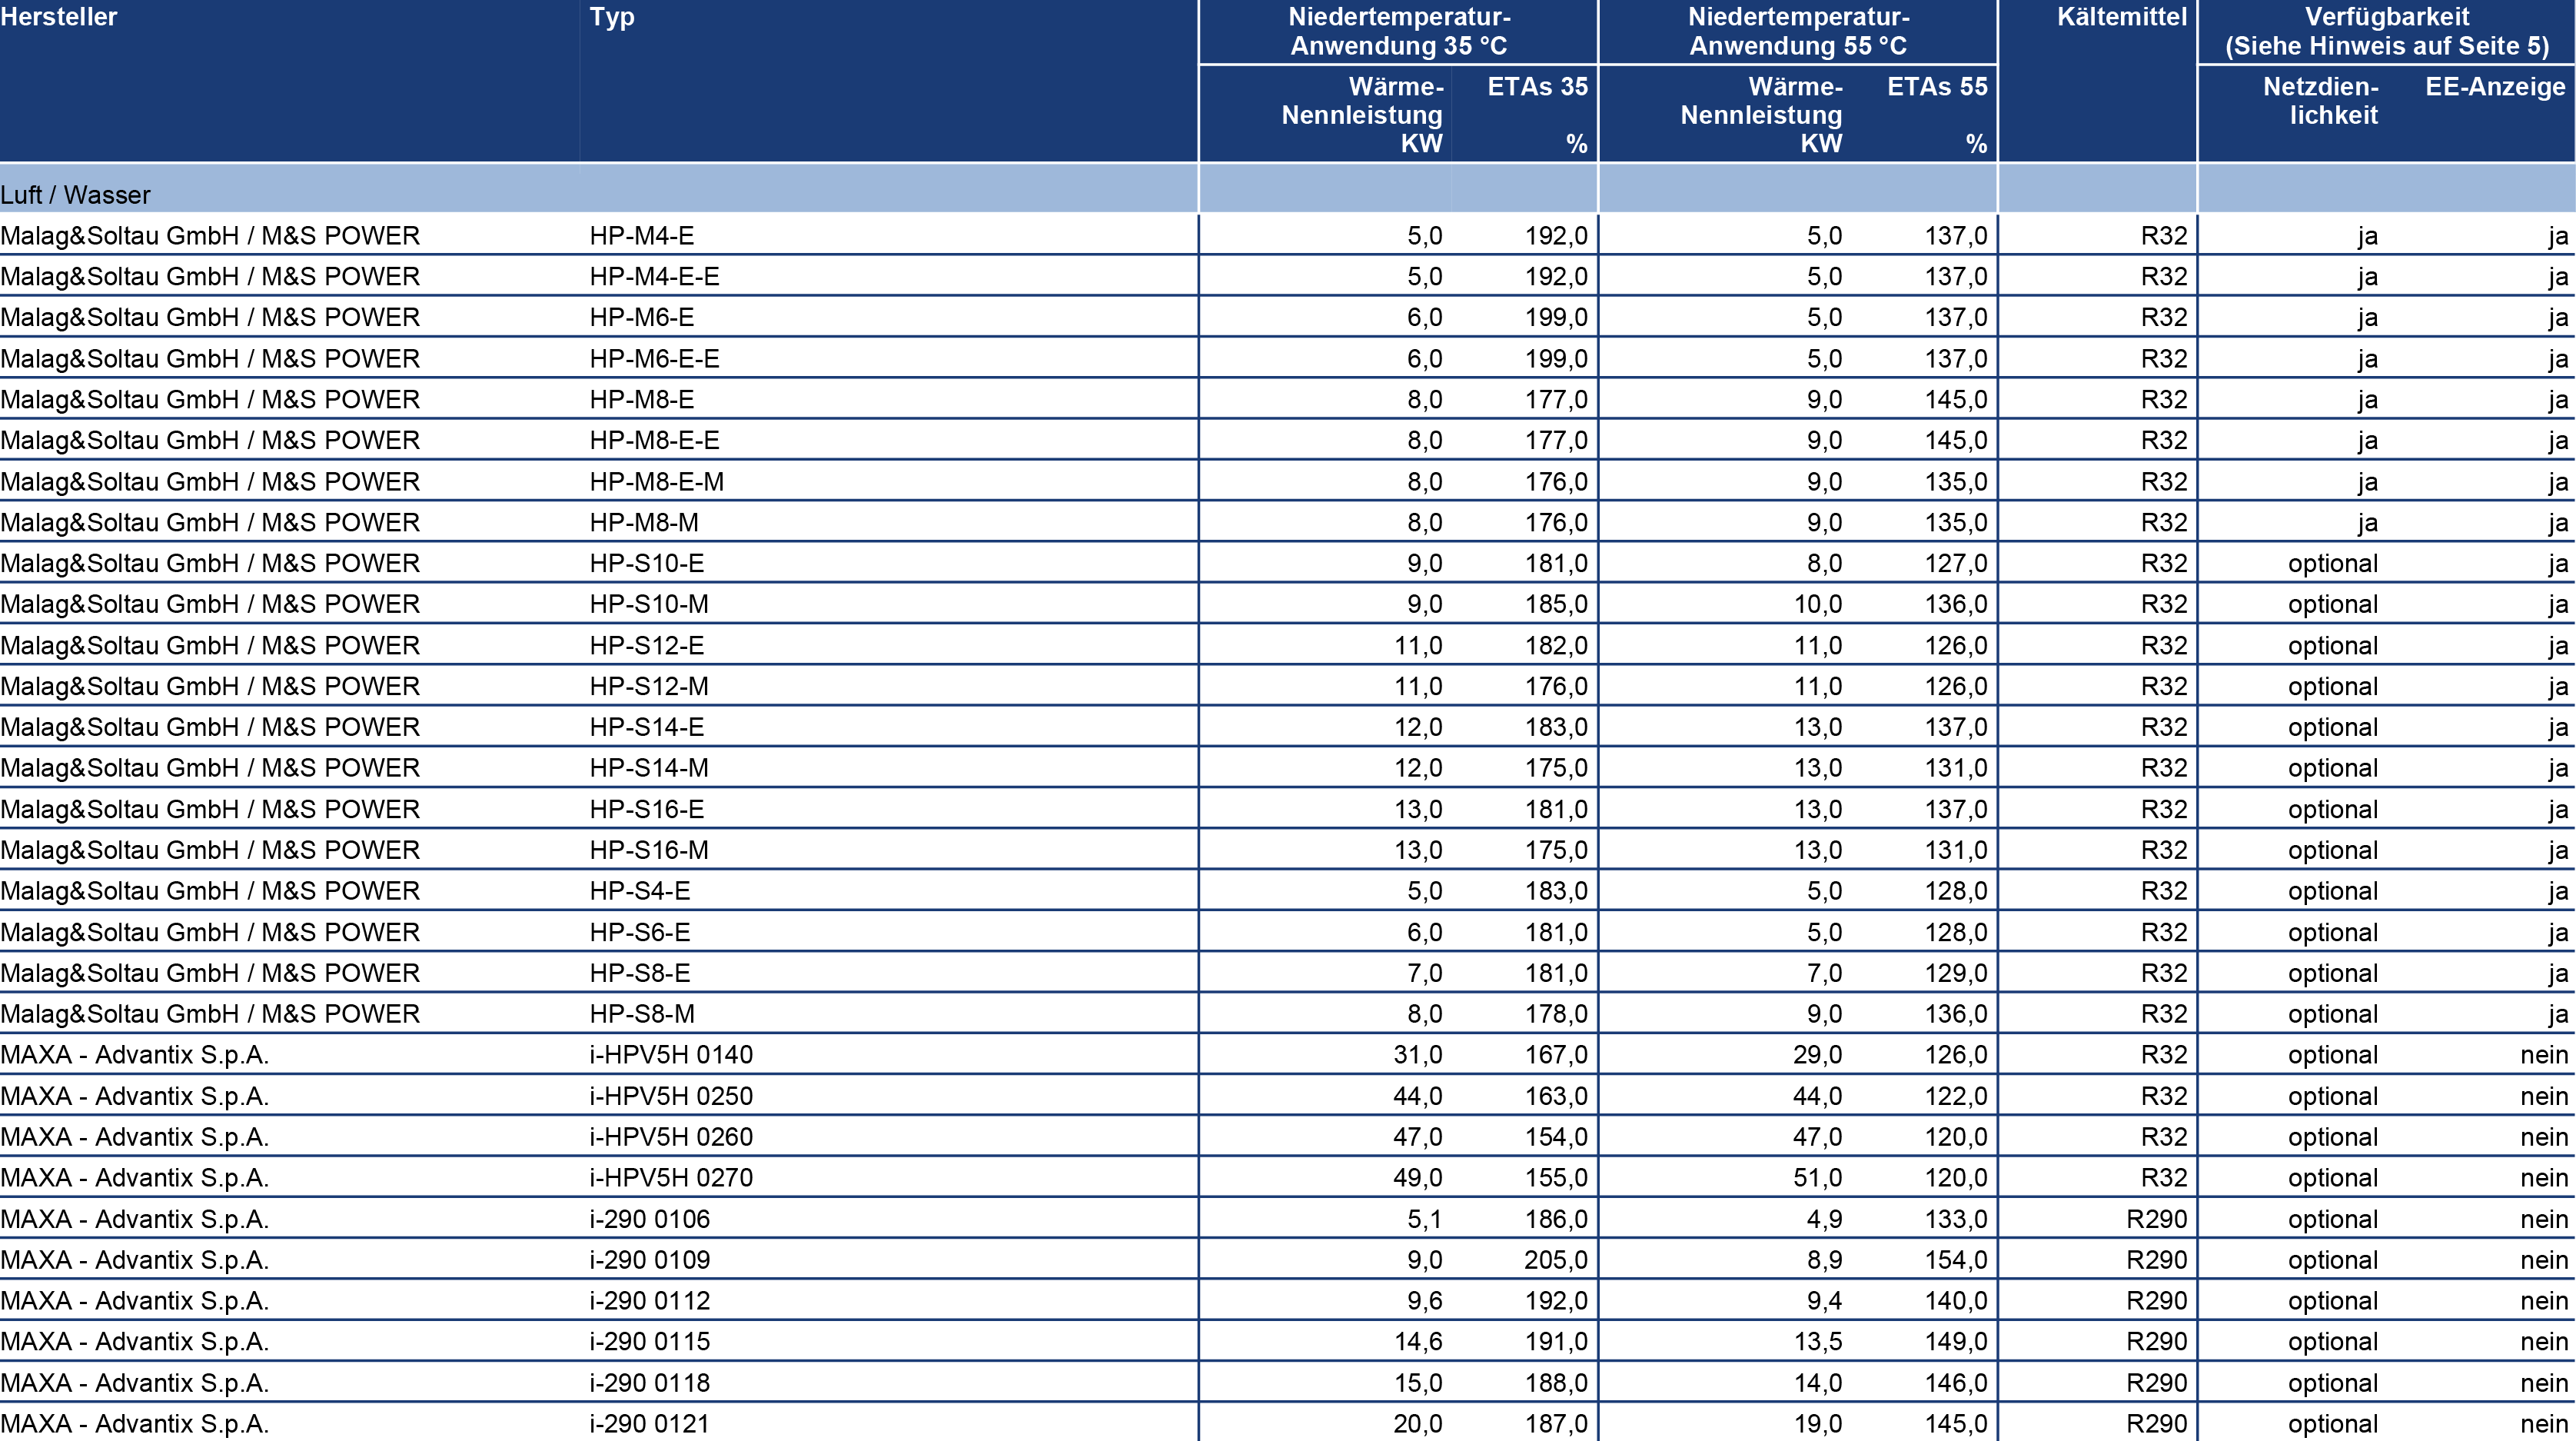 Hersteller Typ Niedertemperatur- Niedertemperatur- Kältemittel Verfügbarkeit
Anwendung 35 °C Anwendung 55 °C (Siehe Hinweis auf Seite 5)
Wärme- ETAs 35 Wärme- ETAs 55 Netzdien- EE-Anzeige
Nennleistung Nennleistung lichkeit
KW % KW %
Luft / Wasser
Malag&Soltau GmbH / M&S POWER HP-M4-E 5,0 192,0 5,0 137,0 R32 ja ja
Malag&Soltau GmbH / M&S POWER HP-M4-E-E 5,0 192,0 5,0 137,0 R32 ja ja
Malag&Soltau GmbH / M&S POWER HP-M6-E 6,0 199,0 5,0 137,0 R32 ja ja
Malag&Soltau GmbH / M&S POWER HP-M6-E-E 6,0 199,0 5,0 137,0 R32 ja ja
Malag&Soltau GmbH / M&S POWER HP-M8-E 8,0 177,0 9,0 145,0 R32 ja ja
Malag&Soltau GmbH / M&S POWER HP-M8-E-E 8,0 177,0 9,0 145,0 R32 ja ja
Malag&Soltau GmbH / M&S POWER HP-M8-E-M 8,0 176,0 9,0 135,0 R32 ja ja
Malag&Soltau GmbH / M&S POWER HP-M8-M 8,0 176,0 9,0 135,0 R32 ja ja
Malag&Soltau GmbH / M&S POWER HP-S10-E 9,0 181,0 8,0 127,0 R32 optional ja
Malag&Soltau GmbH / M&S POWER HP-S10-M 9,0 185,0 10,0 136,0 R32 optional ja
Malag&Soltau GmbH / M&S POWER HP-S12-E 11,0 182,0 11,0 126,0 R32 optional ja
Malag&Soltau GmbH / M&S POWER HP-S12-M 11,0 176,0 11,0 126,0 R32 optional ja
Malag&Soltau GmbH / M&S POWER HP-S14-E 12,0 183,0 13,0 137,0 R32 optional ja
Malag&Soltau GmbH / M&S POWER HP-S14-M 12,0 175,0 13,0 131,0 R32 optional ja
Malag&Soltau GmbH / M&S POWER HP-S16-E 13,0 181,0 13,0 137,0 R32 optional ja
Malag&Soltau GmbH / M&S POWER HP-S16-M 13,0 175,0 13,0 131,0 R32 optional ja
Malag&Soltau GmbH / M&S POWER HP-S4-E 5,0 183,0 5,0 128,0 R32 optional ja
Malag&Soltau GmbH / M&S POWER HP-S6-E 6,0 181,0 5,0 128,0 R32 optional ja
Malag&Soltau GmbH / M&S POWER HP-S8-E 7,0 181,0 7,0 129,0 R32 optional ja
Malag&Soltau GmbH / M&S POWER HP-S8-M 8,0 178,0 9,0 136,0 R32 optional ja
MAXA - Advantix S.p.A. i-HPV5H 0140 31,0 167,0 29,0 126,0 R32 optional nein
MAXA - Advantix S.p.A. i-HPV5H 0250 44,0 163,0 44,0 122,0 R32 optional nein
MAXA - Advantix S.p.A. i-HPV5H 0260 47,0 154,0 47,0 120,0 R32 optional nein
MAXA - Advantix S.p.A. i-HPV5H 0270 49,0 155,0 51,0 120,0 R32 optional nein
MAXA - Advantix S.p.A. i-290 0106 5,1 186,0 4,9 133,0 R290 optional nein
MAXA - Advantix S.p.A. i-290 0109 9,0 205,0 8,9 154,0 R290 optional nein
MAXA - Advantix S.p.A. i-290 0112 9,6 192,0 9,4 140,0 R290 optional nein
MAXA - Advantix S.p.A. i-290 0115 14,6 191,0 13,5 149,0 R290 optional nein
MAXA - Advantix S.p.A. i-290 0118 15,0 188,0 14,0 146,0 R290 optional nein
MAXA - Advantix S.p.A. i-290 0121 20,0 187,0 19,0 145,0 R290 optional nein